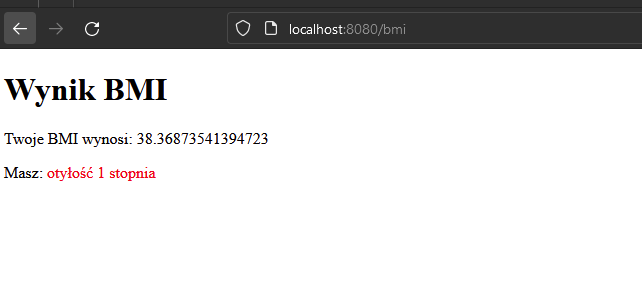 localhost:8080/bmi
Wynik BMI
Twoje BMI wynosi: 38.36873541394723
Masz: otyłość 1 stopnia